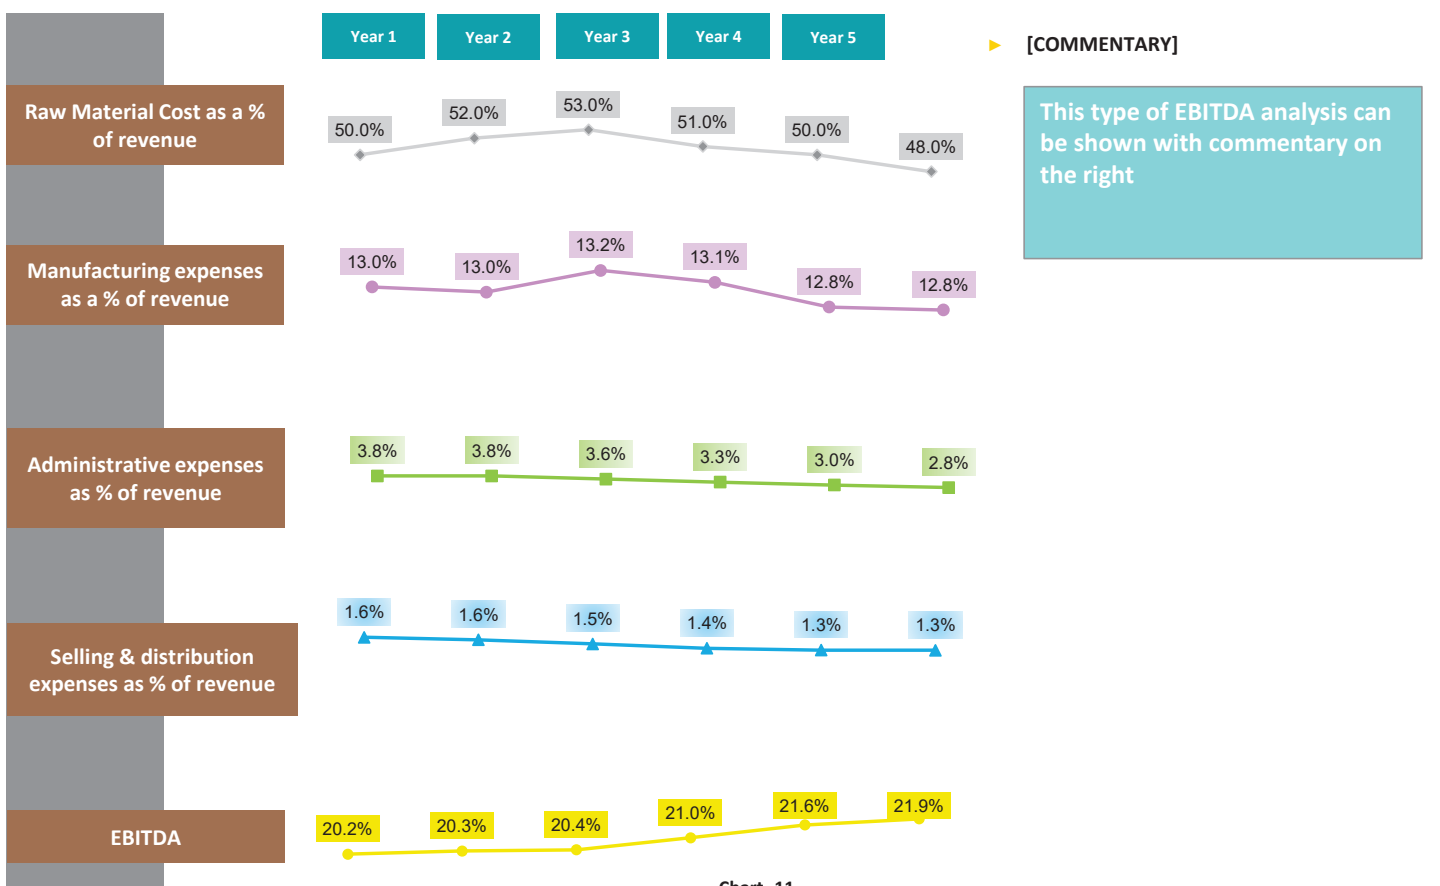 Year 1
Year 2
Year 3
Year 4
Year 5
► [COMMENTARY]
This type of EBITDA analysis can
be shown with commentary on
the right
Raw Material Cost as a %
of revenue
50.0%
52.0%
53.0%
51.0%
50.0%
48.0%
Manufacturing expenses
as a % of revenue
13.0%
13.0%
13.2%
13.1%
12.8%
12.8%
Administrative expenses
as % of revenue
3.8%
3.8%
3.6%
3.3%
3.0%
2.8%
Selling & distribution
expenses as % of revenue
1.6%
1.6%
1.5%
1.4%
1.3%
1.3%
EBITDA
20.2%
20.3%
20.4%
21.0%
21.6%
21.9%